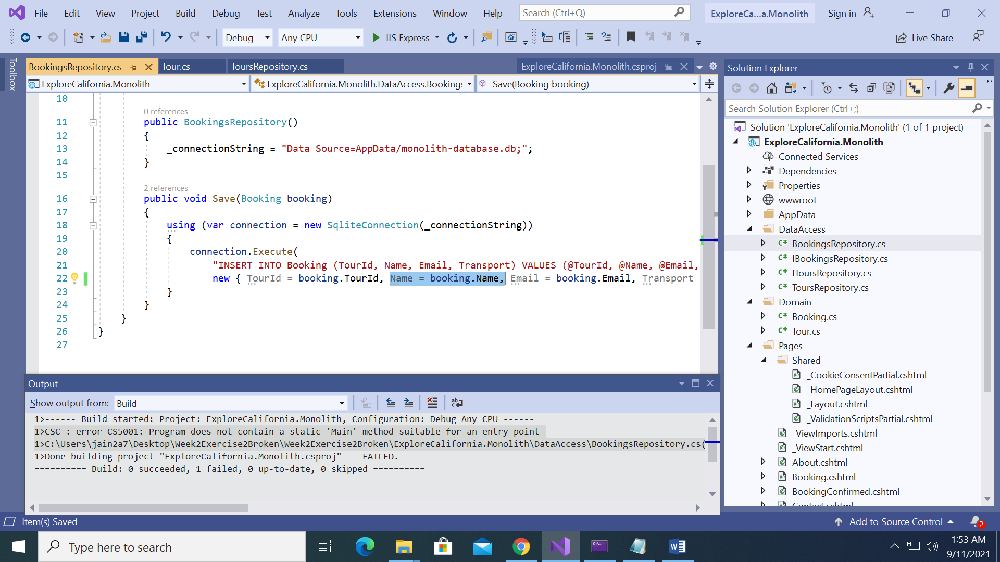 File Edit View Project Build Debug Test Analyze Tools Extensions Window Help Search (Ctrl+Q) ExploreCa...a.Monolith Sign in
Debug Any CPU IIS Express Live Share
Toolbox
BookingsRepository.cs Tour.cs ToursRepository.cs ExploreCalifornia.Monolith.csproj
ExploreCalifornia.Monolith ExploreCalifornia.Monolith.DataAccess.Bookings Save(Booking booking)
10
0 references
11 public BookingsRepository()
12 {
13 _connectionString = "Data Source=AppData/monolith-database.db;";
14 }
15
2 references
16 public void Save(Booking booking)
17 {
18 using (var connection = new SqliteConnection(_connectionString))
19 {
20 connection.Execute(
21 "INSERT INTO Booking (TourId, Name, Email, Transport) VALUES (@TourId, @Name, @Email,
22 new { TourId = booking.TourId, Name = booking.Name, Email = booking.Email, Transport
23 }
24 }
25 }
26 }
27
Output
Show output from: Build
1>------ Build started: Project: ExploreCalifornia.Monolith, Configuration: Debug Any CPU ------
1>CSC : error CS5001: Program does not contain a static 'Main' method suitable for an entry point
1>C:\Users\jain2a7\Desktop\Week2Exercise2Broken\Week2Exercise2Broken\ExploreCalifornia.Monolith\DataAccess\BookingsRepository.cs(
1>Done building project "ExploreCalifornia.Monolith.csproj" -- FAILED.
========== Build: 0 succeeded, 1 failed, 0 up-to-date, 0 skipped ==========
Solution Explorer
Search Solution Explorer (Ctrl+;)
Solution 'ExploreCalifornia.Monolith' (1 of 1 project)
ExploreCalifornia.Monolith
Connected Services
Dependencies
Properties
wwwroot
AppData
DataAccess
C# BookingsRepository.cs
C# IBookingsRepository.cs
C# IToursRepository.cs
C# ToursRepository.cs
Domain
C# Booking.cs
C# Tour.cs
Pages
Shared
_CookieConsentPartial.cshtml
_HomePageLayout.cshtml
_Layout.cshtml
_ValidationScriptsPartial.cshtml
_ViewImports.cshtml
_ViewStart.cshtml
About.cshtml
Booking.cshtml
BookingConfirmed.cshtml
Contact.cshtml
Item(s) Saved Add to Source Control 2
Type here to search
1:53 AM
9/11/2021